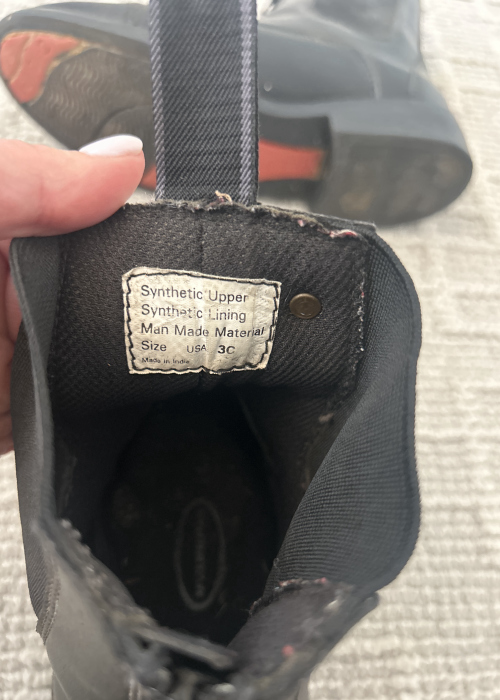 Synthetic Upper
Synthetic Lining
Man Made Material
Size USA 3C
Made in India